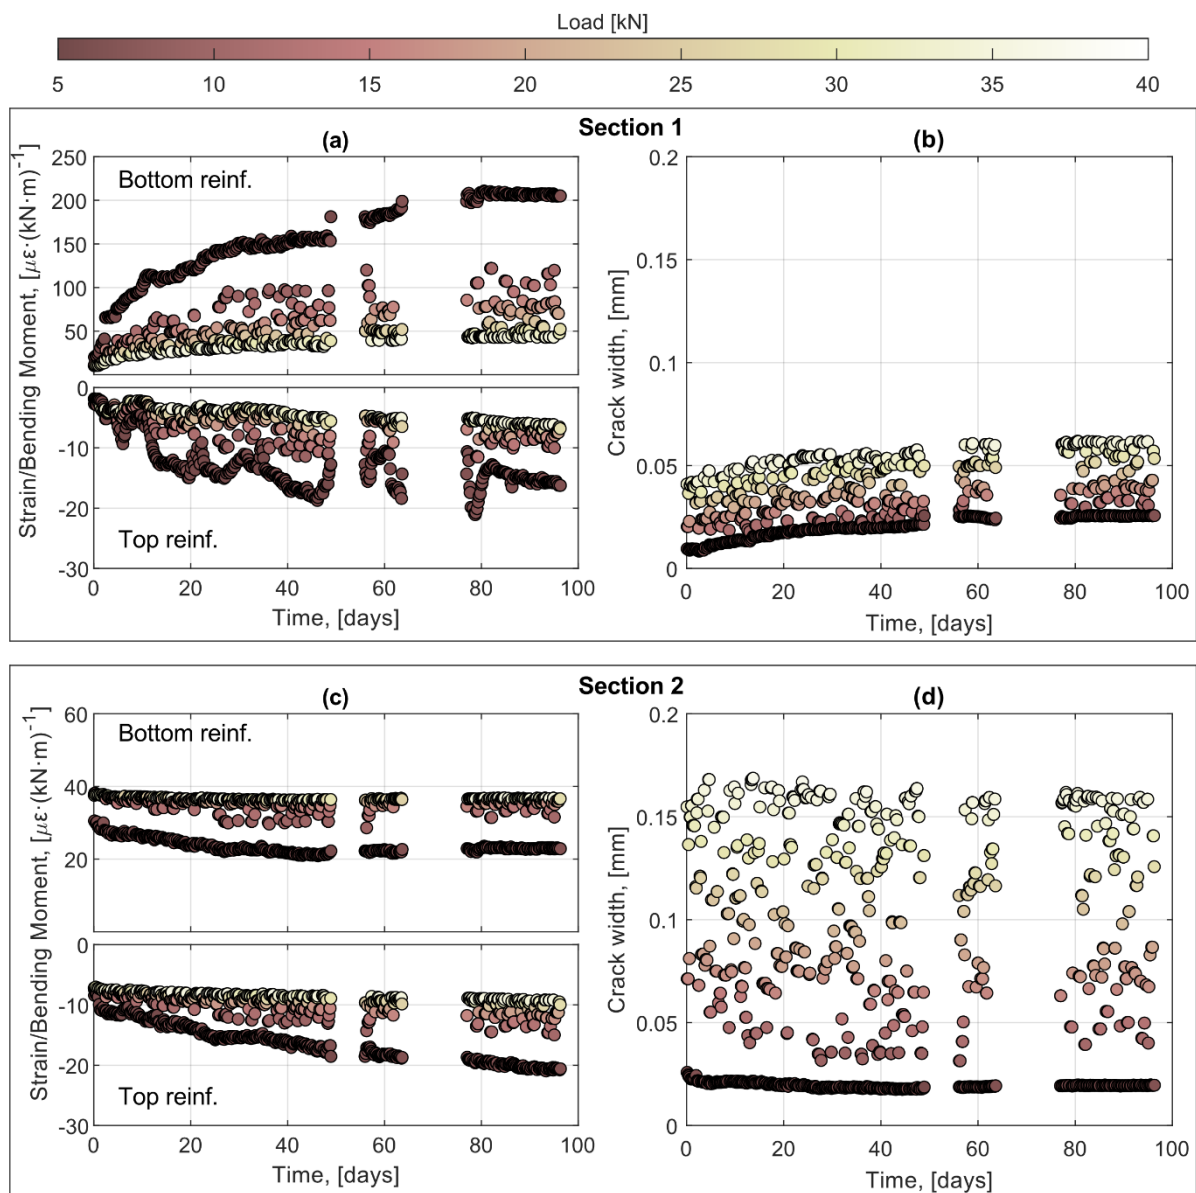 Load [kN]
5 10 15 20 25 30 35 40
Section 1
(a)
(b)
Strain/Bending Moment, [με·(kN·m)⁻¹]
250
200
150
100
50
Bottom reinf.
0
-10
-20
-30
Top reinf.
0 20 40 60 80 100
Time, [days]
Crack width, [mm]
0.2
0.15
0.1
0.05
0
0 20 40 60 80 100
Time, [days]
Section 2
(c)
(d)
Strain/Bending Moment, [με·(kN·m)⁻¹]
60
40
20
Bottom reinf.
0
-10
-20
-30
Top reinf.
0 20 40 60 80 100
Time, [days]
Crack width, [mm]
0.2
0.15
0.1
0.05
0
0 20 40 60 80 100
Time, [days]